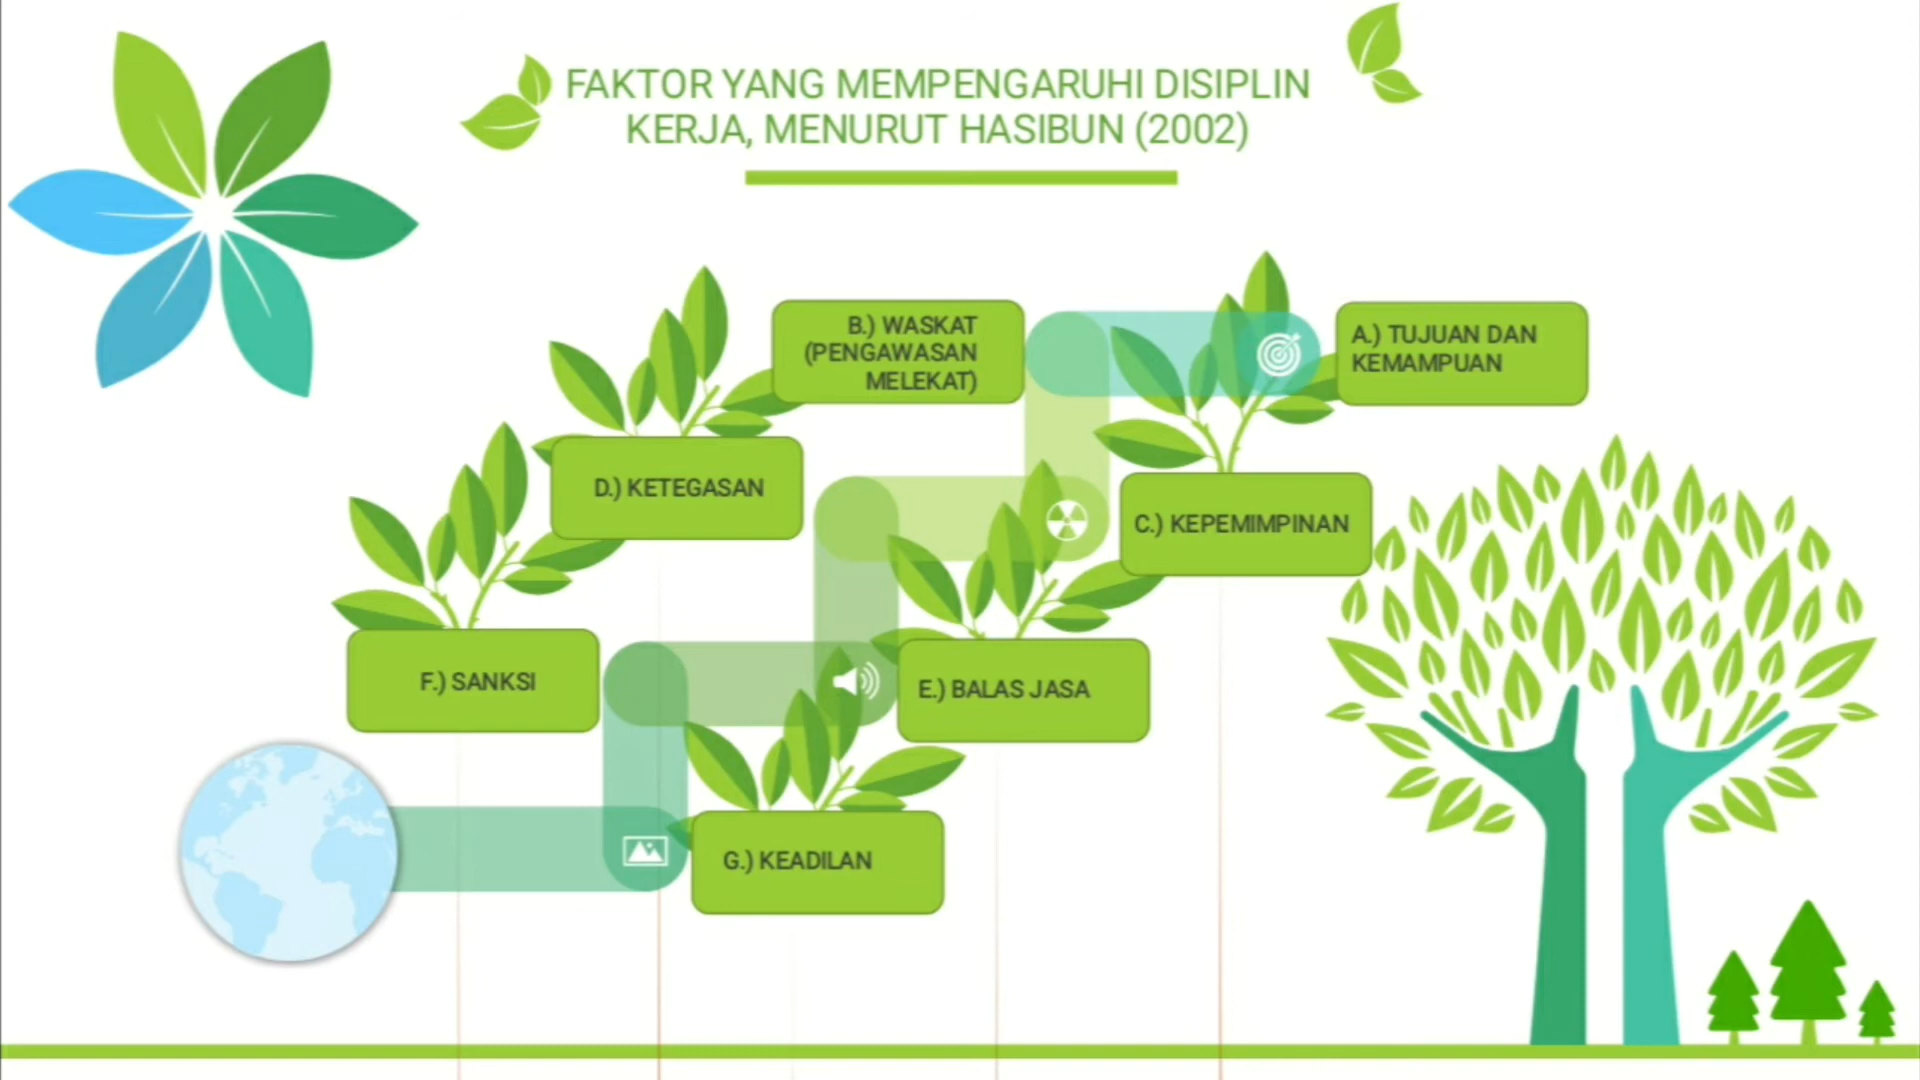 FAKTOR YANG MEMPENGARUHI DISIPLIN
KERJA, MENURUT HASIBUN (2002)
A.) TUJUAN DAN
KEMAMPUAN
B.) WASKAT
(PENGAWASAN
MELEKAT)
C.) KEPEMIMPINAN
D.) KETEGASAN
E.) BALAS JASA
F.) SANKSI
G.) KEADILAN